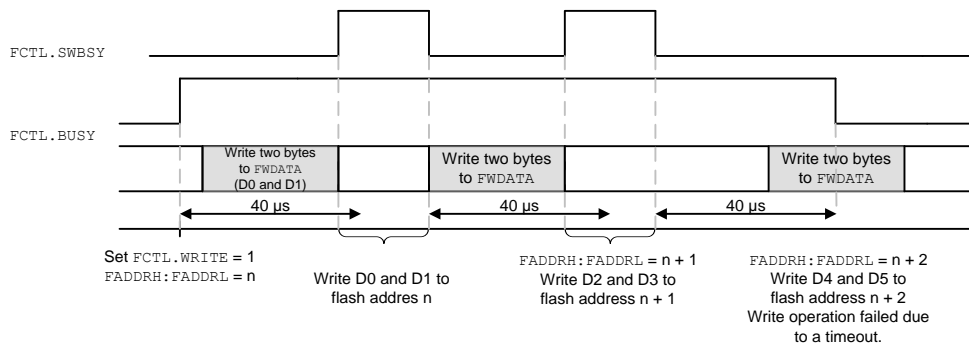 FCTL.SWBSY
FCTL.BUSY
Write two bytes
to FWDATA
(D0 and D1)
Write two bytes
to FWDATA
Write two bytes
to FWDATA
40 µs
40 µs
40 µs
Set FCTL.WRITE = 1
FADDRH:FADDRL = n
Write D0 and D1 to
flash addres n
FADDRH:FADDRL = n + 1
Write D2 and D3 to
flash address n + 1
FADDRH:FADDRL = n + 2
Write D4 and D5 to
flash address n + 2
Write operation failed due
to a timeout.